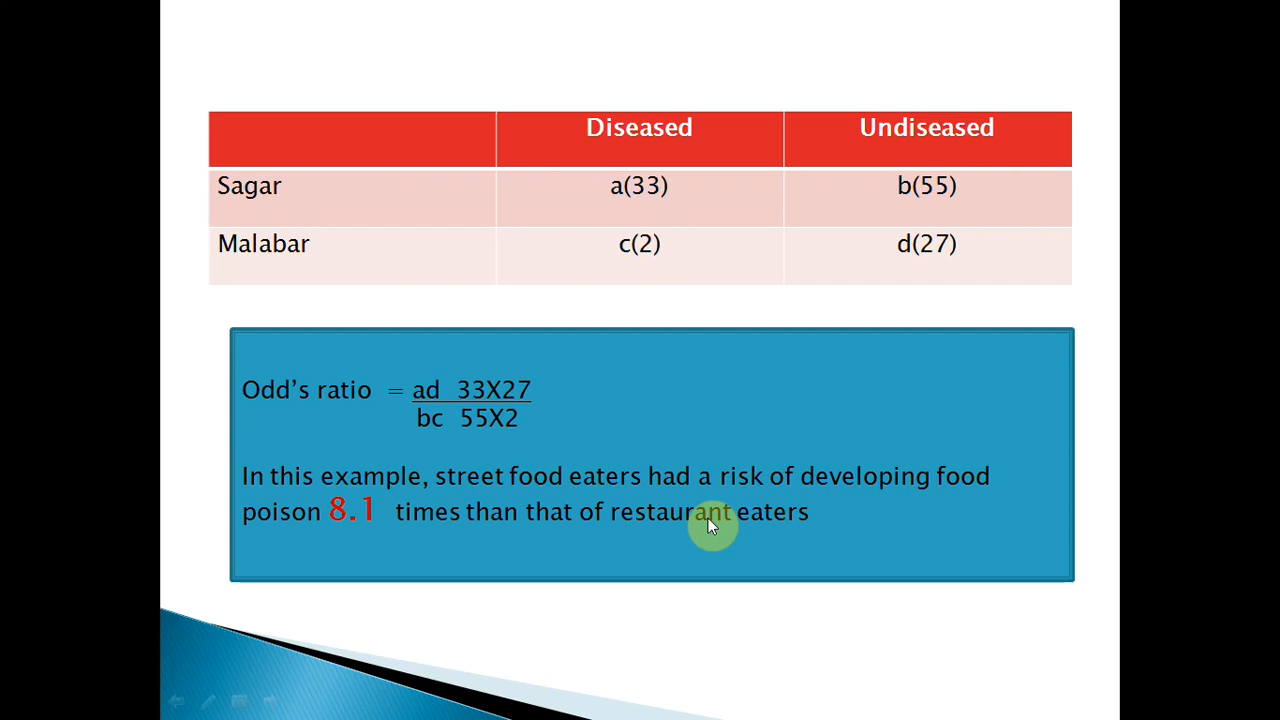 Diseased Undiseased
Sagar a(33) b(55)
Malabar c(2) d(27)
Odd’s ratio = ad 33X27
bc 55X2
In this example, street food eaters had a risk of developing food
poison 8.1 times than that of restaurant eaters